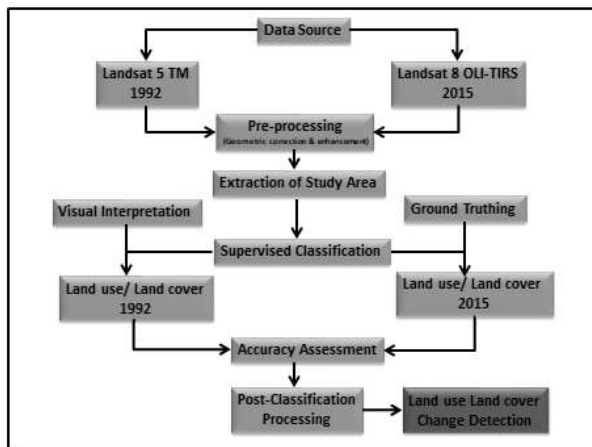 Data Source
Landsat 5 TM
1992
Landsat 8 OLI-TIRS
2015
Pre-processing
(Geometric correction & enhancement)
Extraction of Study Area
Visual Interpretation
Ground Truthing
Supervised Classification
Land use/ Land cover
1992
Land use/ Land cover
2015
Accuracy Assessment
Post-Classification
Processing
Land use Land cover
Change Detection